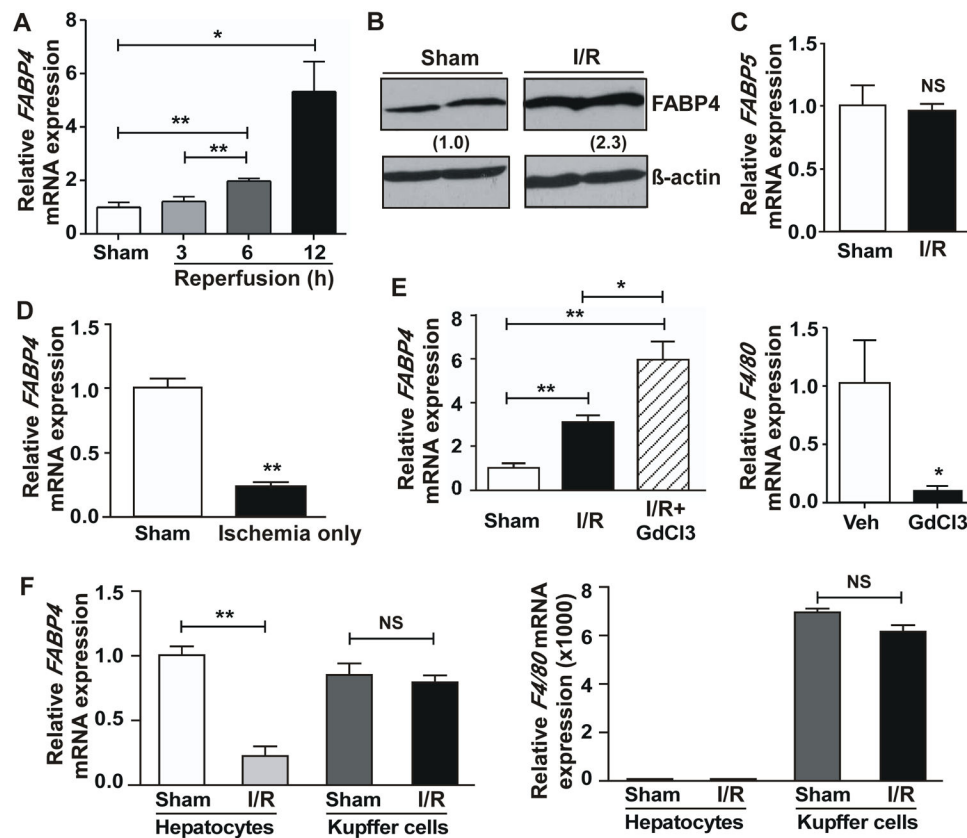 A
Relative FABP4
mRNA expression
8
6
4
2
0
*
**
**
Sham
3
6
12
Reperfusion (h)
B
Sham
I/R
FABP4
(1.0)
(2.3)
ß-actin
C
Relative FABP5
mRNA expression
1.5
1.0
0.5
0.0
NS
Sham
I/R
D
Relative FABP4
mRNA expression
1.5
1.0
0.5
0.0
**
Sham
Ischemia only
E
Relative FABP4
mRNA expression
8
6
4
2
0
*
**
**
Sham
I/R
I/R+
GdCl3
Relative F4/80
mRNA expression
1.5
1.0
0.5
0.0
*
Veh
GdCl3
F
Relative FABP4
mRNA expression
1.5
1.0
0.5
0.0
**
NS
Sham
I/R
Sham
I/R
Hepatocytes
Kupffer cells
Relative F4/80 mRNA
expression (x1000)
8
6
4
2
0
NS
Sham
I/R
Sham
I/R
Hepatocytes
Kupffer cells